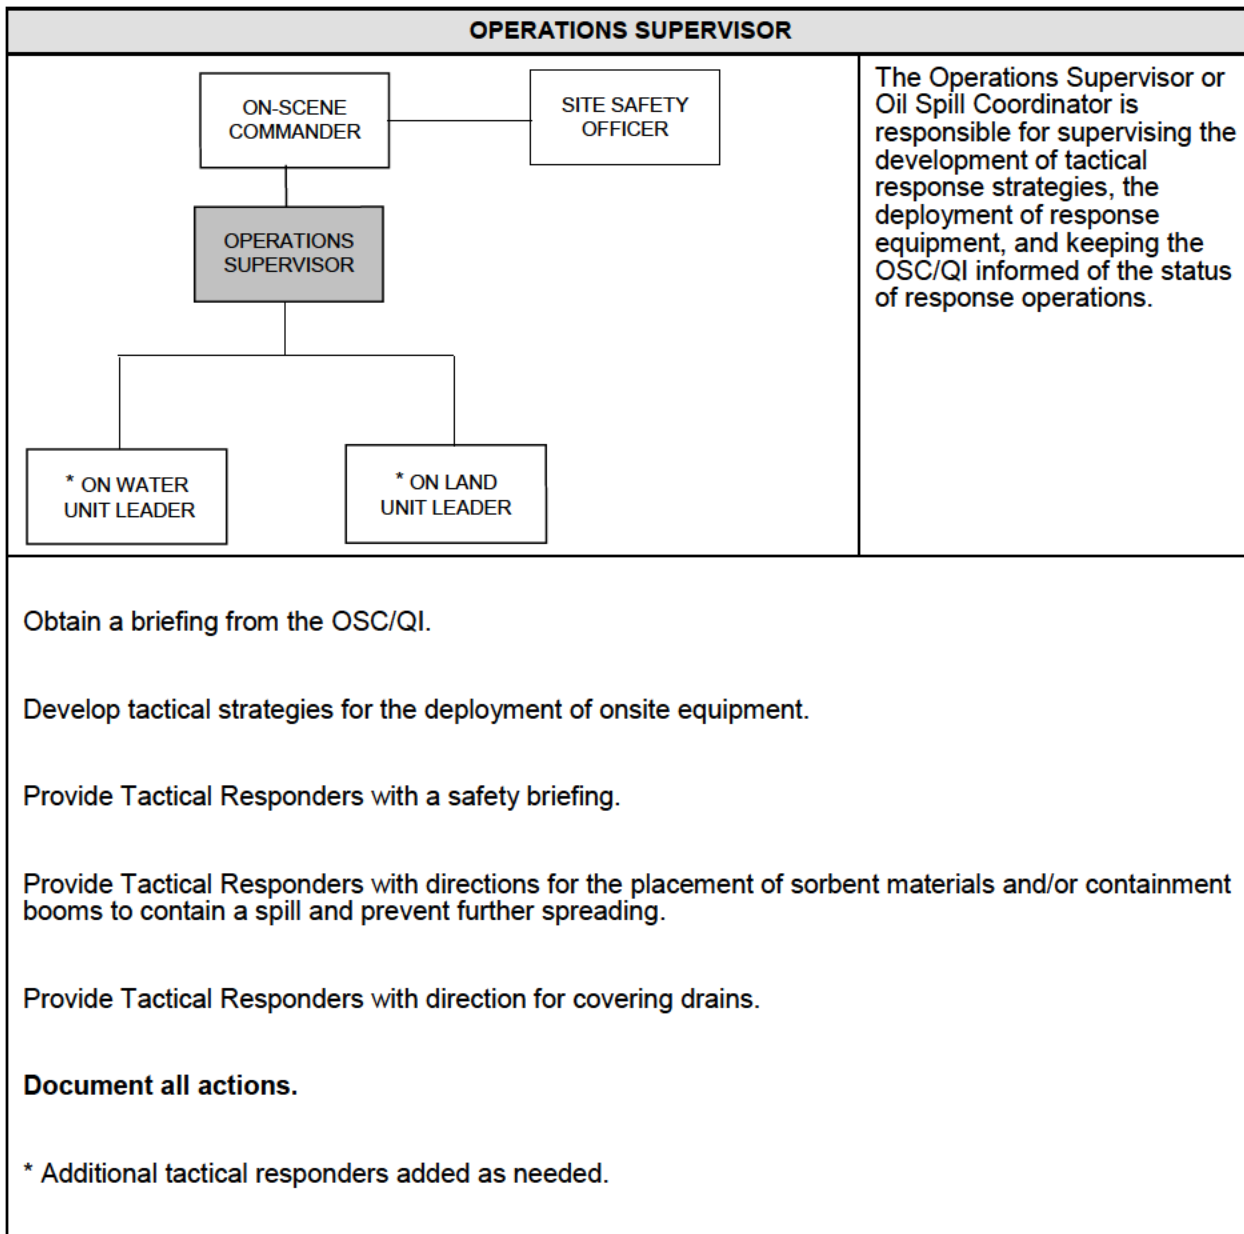 OPERATIONS SUPERVISOR
ON-SCENE
COMMANDER
SITE SAFETY
OFFICER
OPERATIONS
SUPERVISOR
* ON WATER
UNIT LEADER
* ON LAND
UNIT LEADER
The Operations Supervisor or
Oil Spill Coordinator is
responsible for supervising the
development of tactical
response strategies, the
deployment of response
equipment, and keeping the
OSC/QI informed of the status
of response operations.
Obtain a briefing from the OSC/QI.
Develop tactical strategies for the deployment of onsite equipment.
Provide Tactical Responders with a safety briefing.
Provide Tactical Responders with directions for the placement of sorbent materials and/or containment
booms to contain a spill and prevent further spreading.
Provide Tactical Responders with direction for covering drains.
Document all actions.
* Additional tactical responders added as needed.